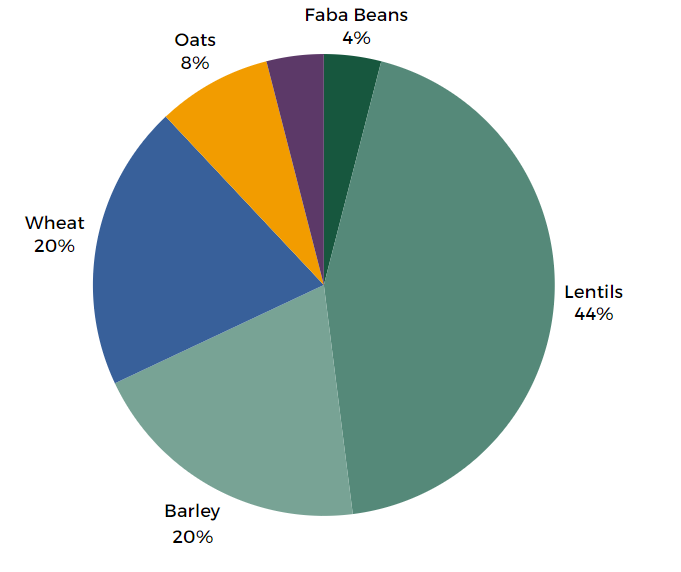 Faba Beans
4%
Oats
8%
Wheat
20%
Lentils
44%
Barley
20%